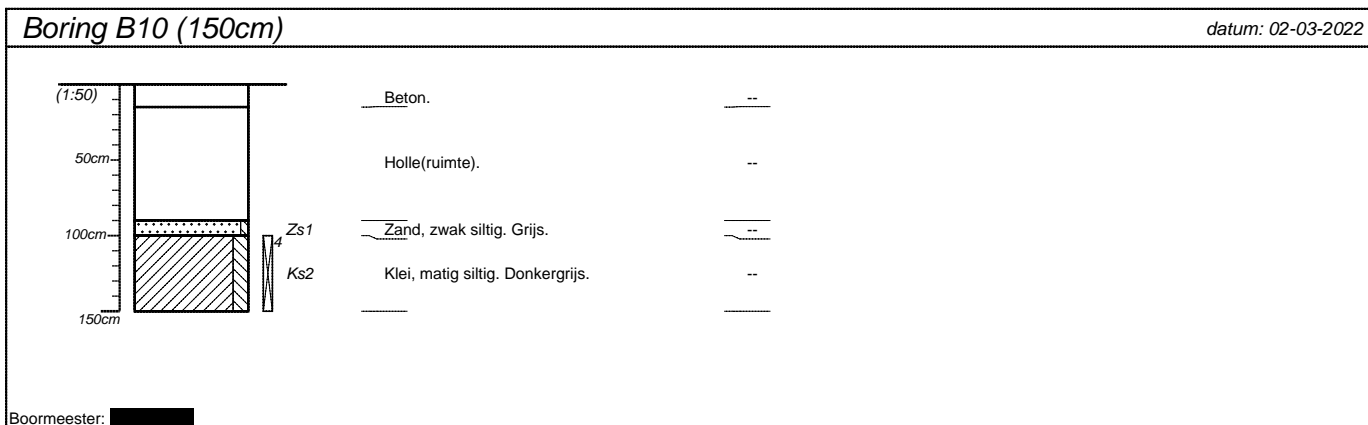 Boring B10 (150cm) datum: 02-03-2022
(1:50) Beton. --
50cm Holle(ruimte). --
100cm Zs1 Zand, zwak siltig. Grijs. --
4
Ks2 Klei, matig siltig. Donkergrijs. --
150cm
Boormeester: